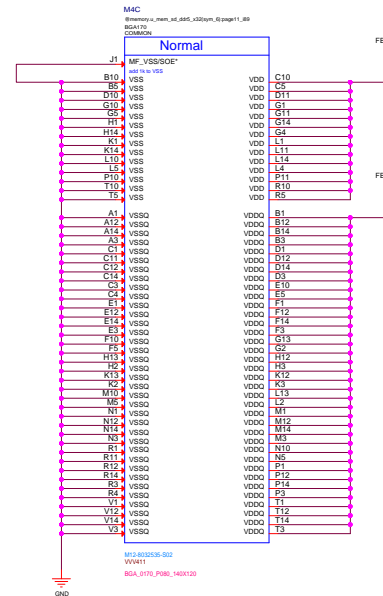 M4C
BGA170
COMMON
Normal
J1 MF_VSS/SOE*
add 1k to VSS
B10 VSS VDD C10
B5 VSS VDD C5
D10 VSS VDD D11
G10 VSS VDD G1
G5 VSS VDD G11
H1 VSS VDD G14
H14 VSS VDD G4
K1 VSS VDD L1
K14 VSS VDD L11
L10 VSS VDD L14
L5 VSS VDD L4
P10 VSS VDD P11
T10 VSS VDD R10
T5 VSS VDD R5
A1 VSSQ VDDQ B1
A12 VSSQ VDDQ B12
A14 VSSQ VDDQ B14
A3 VSSQ VDDQ B3
C1 VSSQ VDDQ D1
C11 VSSQ VDDQ D12
C12 VSSQ VDDQ D14
C14 VSSQ VDDQ D3
C3 VSSQ VDDQ E10
C4 VSSQ VDDQ E5
E1 VSSQ VDDQ F1
E12 VSSQ VDDQ F12
E14 VSSQ VDDQ F14
E3 VSSQ VDDQ F3
F10 VSSQ VDDQ G13
F5 VSSQ VDDQ G2
H13 VSSQ VDDQ H12
H2 VSSQ VDDQ H3
K13 VSSQ VDDQ K12
K2 VSSQ VDDQ K3
M10 VSSQ VDDQ L13
M5 VSSQ VDDQ L2
N1 VSSQ VDDQ M1
N12 VSSQ VDDQ M12
N14 VSSQ VDDQ M14
N3 VSSQ VDDQ M3
R1 VSSQ VDDQ N10
R11 VSSQ VDDQ N5
R12 VSSQ VDDQ P1
R14 VSSQ VDDQ P12
R3 VSSQ VDDQ P14
R4 VSSQ VDDQ P3
V1 VSSQ VDDQ T1
V12 VSSQ VDDQ T12
V14 VSSQ VDDQ T14
V3 VSSQ VDDQ T3
M12-8032535-S02
VVV411
BGA_0170_P080_140X120
GND
FE
FE